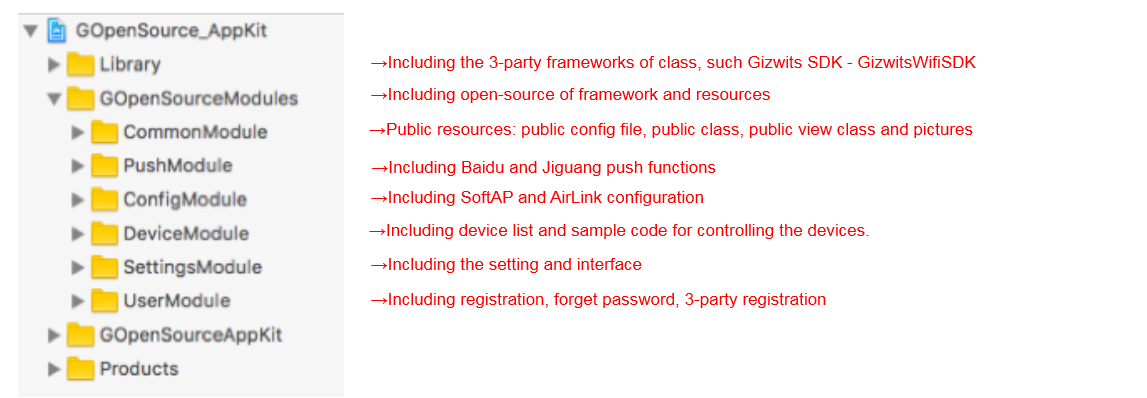 GOpenSource_AppKit
Library →Including the 3-party frameworks of class, such Gizwits SDK - GizwitsWifiSDK
GOpenSourceModules →Including open-source of framework and resources
CommonModule →Public resources: public config file, public class, public view class and pictures
PushModule →Including Baidu and Jiguang push functions
ConfigModule →Including SoftAP and AirLink configuration
DeviceModule →Including device list and sample code for controlling the devices.
SettingsModule →Including the setting and interface
UserModule →Including registration, forget password, 3-party registration
GOpenSourceAppKit
Products